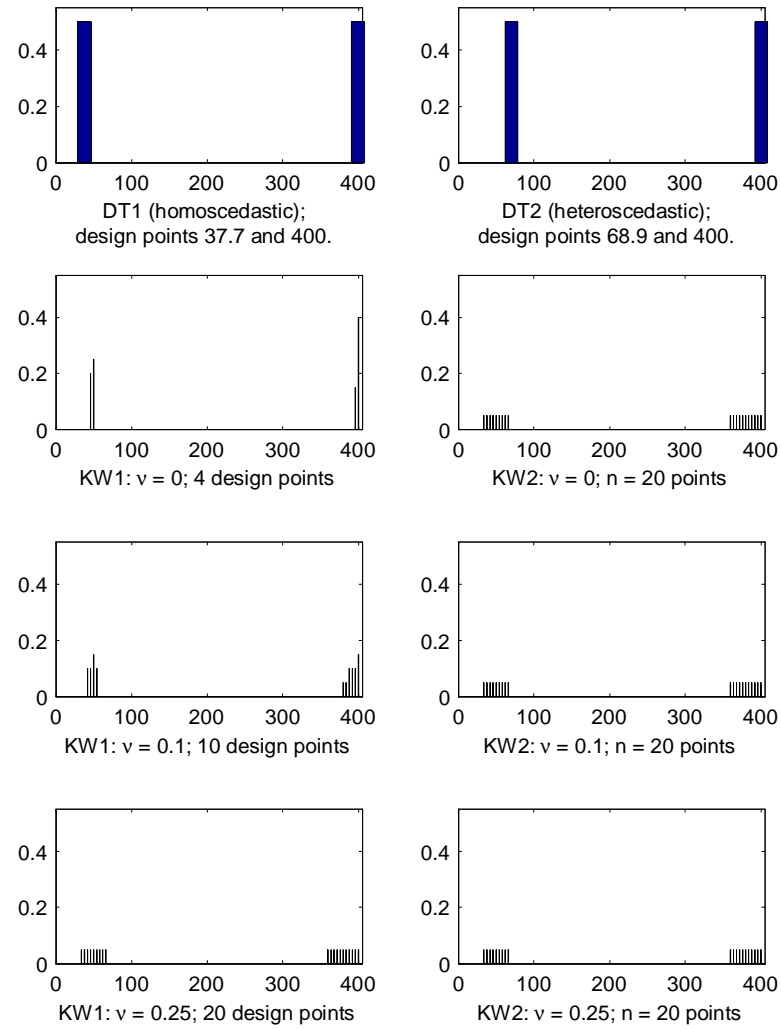 0.4
0.2
0
0 100 200 300 400
DT1 (homoscedastic);
design points 37.7 and 400.
0.4
0.2
0
0 100 200 300 400
DT2 (heteroscedastic);
design points 68.9 and 400.
0.4
0.2
0
0 100 200 300 400
KW1: ν = 0; 4 design points
0.4
0.2
0
0 100 200 300 400
KW2: ν = 0; n = 20 points
0.4
0.2
0
0 100 200 300 400
KW1: ν = 0.1; 10 design points
0.4
0.2
0
0 100 200 300 400
KW2: ν = 0.1; n = 20 points
0.4
0.2
0
0 100 200 300 400
KW1: ν = 0.25; 20 design points
0.4
0.2
0
0 100 200 300 400
KW2: ν = 0.25; n = 20 points